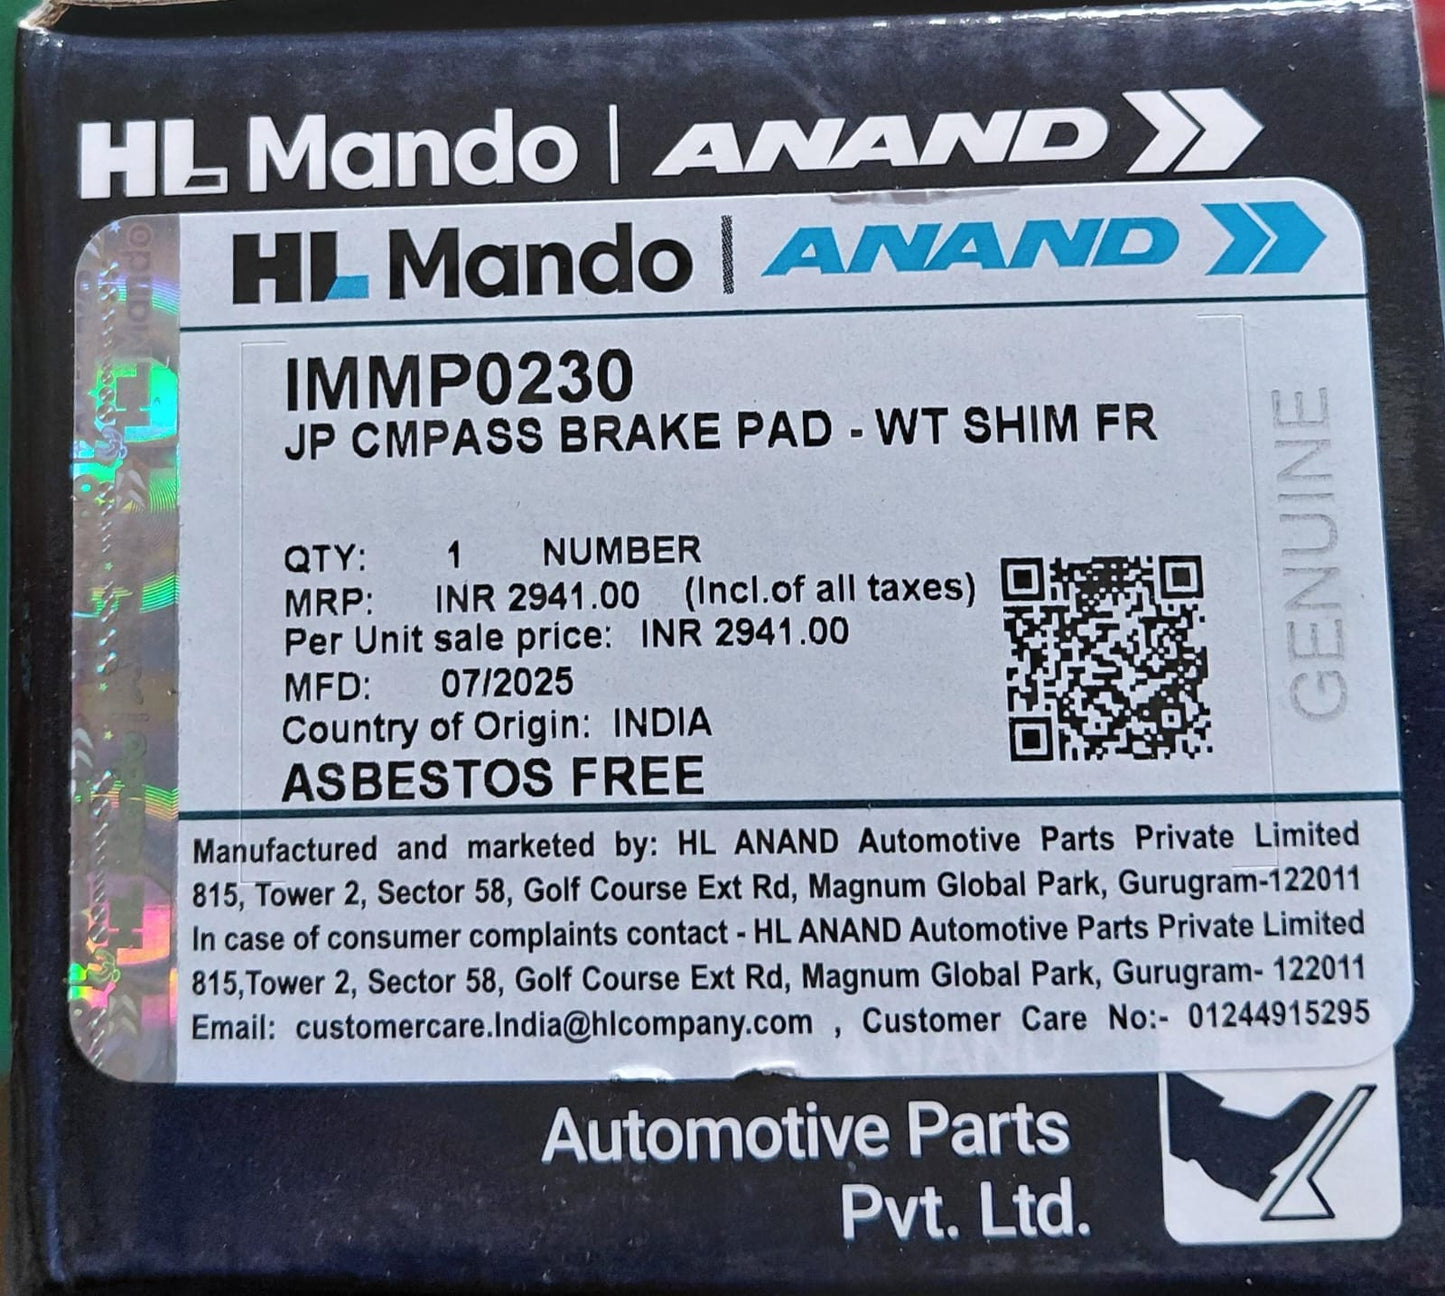 HL Mando | ANAND
HL Mando | ANAND
IMMP0230
JP CMPASS BRAKE PAD - WT SHIM FR
QTY: 1 NUMBER
MRP: INR 2941.00 (Incl.of all taxes)
Per Unit sale price: INR 2941.00
MFD: 07/2025
Country of Origin: INDIA
ASBESTOS FREE
GENUINE
Manufactured and marketed by: HL ANAND Automotive Parts Private Limited
815, Tower 2, Sector 58, Golf Course Ext Rd, Magnum Global Park, Gurugram-122011
In case of consumer complaints contact - HL ANAND Automotive Parts Private Limited
815,Tower 2, Sector 58, Golf Course Ext Rd, Magnum Global Park, Gurugram- 122011
Email: customercare.India@hlcompany.com , Customer Care No:- 01244915295
Automotive Parts
Pvt. Ltd.